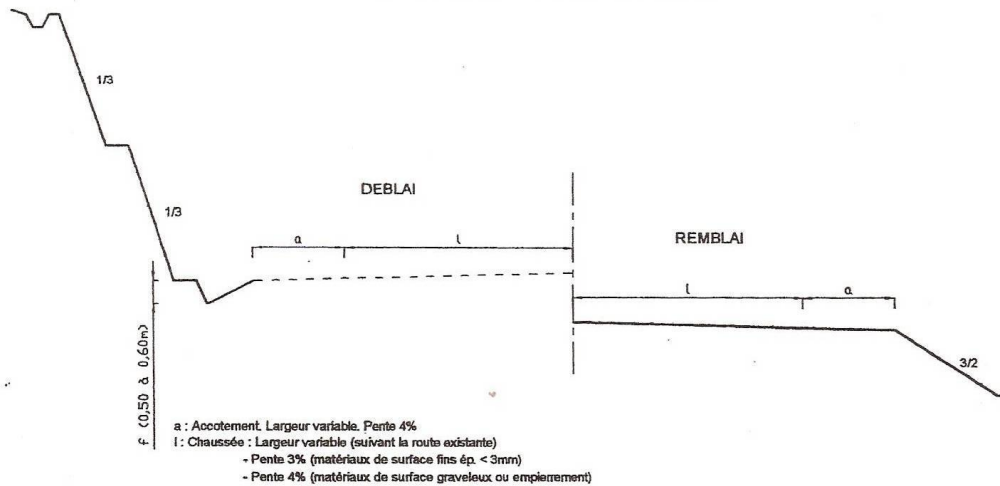 1/3
1/3
DEBLAI
a
l
REMBLAI
l
a
3/2
f (0,50 à 0,60m)
a : Accotement. Largeur variable. Pente 4%
l : Chaussée : Largeur variable (suivant la route existante)
- Pente 3% (matériaux de surface fins ép. < 3mm)
- Pente 4% (matériaux de surface graveleux ou empierrement)